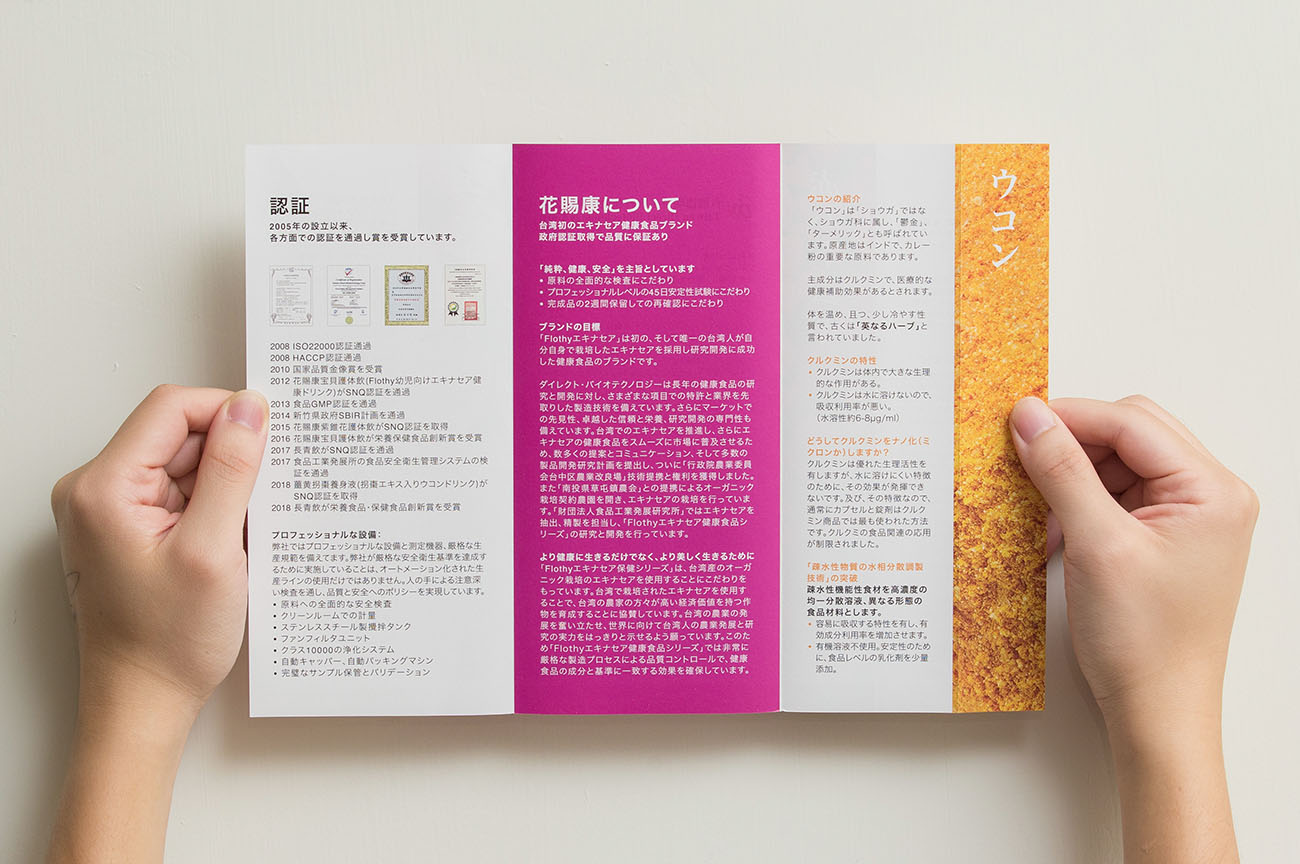 認証
2005年の設立以来、
各方面での認証を通過し賞を受賞しています。
2008 ISO22000認証通過
2008 HACCP認証通過
2010 国家品質金像賞を受賞
2012 花賜康宝貝護体飲(Flothy幼児向けエキナセア健
康ドリンク)がSNQ認証を通過
2013 食品GMP認証を通過
2014 新竹県政府SBIR計画を通過
2015 花賜康紫錐花護体飲がSNQ認証を取得
2016 花賜康宝貝護体飲が栄養保健食品創新賞を受賞
2017 長青飲がSNQ認証を通過
2017 食品工業発展所の食品安全衛生管理システムの検
証を通過
2018 薑黄拐棗養身液(拐棗エキス入りウコンドリンク)が
SNQ認証を取得
2018 長青飲が栄養食品・保健食品創新賞を受賞
プロフェッショナルな設備：
弊社ではプロフェッショナルな設備と測定機器、厳格な生
産規範を備えてます。弊社が厳格な安全衛生基準を達成す
るために実施していることは、オートメーション化された生
産ラインの使用だけではありません。人の手による注意深
い検査を通し、品質と安全へのポリシーを実現しています。
• 原料への全面的な安全検査
• クリーンルームでの計量
• ステンレススチール製攪拌タンク
• ファンフィルタユニット
• クラス10000の浄化システム
• 自動キャッパー、自動パッキングマシン
• 完璧なサンプル保管とバリデーション
花賜康について
台湾初のエキナセア健康食品ブランド
政府認証取得で品質に保証あり
「純粋、健康、安全」を主旨としています
• 原料の全面的な検査にこだわり
• プロフェッショナルレベルの45日安定性試験にこだわり
• 完成品の2週間保留しての再確認にこだわり
ブランドの目標
「Flothyエキナセア」は初の、そして唯一の台湾人が自
分自身で栽培したエキナセアを採用し研究開発に成功
した健康食品のブランドです。
ダイレクト・バイオテクノロジーは長年の健康食品の研
究と開発に対し、さまざまな項目での特許と業界を先
取りした製造技術を備えています。さらにマーケットで
の先見性、卓越した信頼と栄養、研究開発の専門性も
備えています。台湾でのエキナセアを推進し、さらにエ
キナセアの健康食品をスムーズに市場に普及させるた
め、数多くの提案とコミュニケーション、そして多数の
製品開発研究計画を提出し、ついに「行政院農業委員
会台中区農業改良場」技術提携と権利を獲得しました。
また「南投県草屯鎮農会」との提携によるオーガニック
栽培契約農園を開き、エキナセアの栽培を行っていま
す。「財団法人食品工業発展研究所」ではエキナセアを
抽出、精製を担当し、「Flothyエキナセア健康食品シ
リーズ」の研究と開発を行っています。
より健康に生きるだけでなく、より美しく生きるために
「Flothyエキナセア保健シリーズ」は、台湾産のオーガ
ニック栽培のエキナセアを使用することにこだわりを
もっています。台湾で栽培されたエキナセアを使用す
ることで、台湾の農家の方々が高い経済価値を持つ作
物を育成することに協賛しています。台湾の農業の発
展を奮い立たせ、世界に向けて台湾人の農業発展と研
究の実力をはっきりと示せるよう願っています。このた
め「Flothyエキナセア健康食品シリーズ」では非常に
厳格な製造プロセスによる品質コントロールで、健康
食品の成分と基準に一致する効果を確保しています。
ウコンの紹介
「ウコン」は「ショウガ」ではな
く、ショウガ科に属し、「鬱金」、
「ターメリック」とも呼ばれてい
ます。原産地はインドで、カレー
粉の重要な原料であります。
主成分はクルクミンで、医療的な
健康補助効果があるとされます。
体を温め、且つ、少し冷やす性
質で、古くは「英なるハーブ」と
言われていました。
クルクミンの特性
• クルクミンは体内で大きな生理
的な作用がある。
• クルクミンは水に溶けないので、
吸収利用率が悪い。
（水溶性約6-8μg/ml）
どうしてクルクミンをナノ化(ミ
クロンか)しますか？
クルクミンは優れた生理活性を
有しますが、水に溶けにくい特徴
のために、その効果が発揮でき
ないです。及び、その特徴なので、
通常にカプセルと錠剤はクルク
ミン商品では最も使われた方法
です。クルクミの食品関連の応用
が制限されました。
「疎水性物質の水相分散調製
技術」の突破
疎水性機能性食材を高濃度の
均一分散溶液、異なる形態の
食品材料とします。
• 容易に吸収する特性を有し、有
効成分利用率を増加させます。
• 有機溶液不使用。安定性のため
に、食品レベルの乳化剤を少量
添加。
ウコン